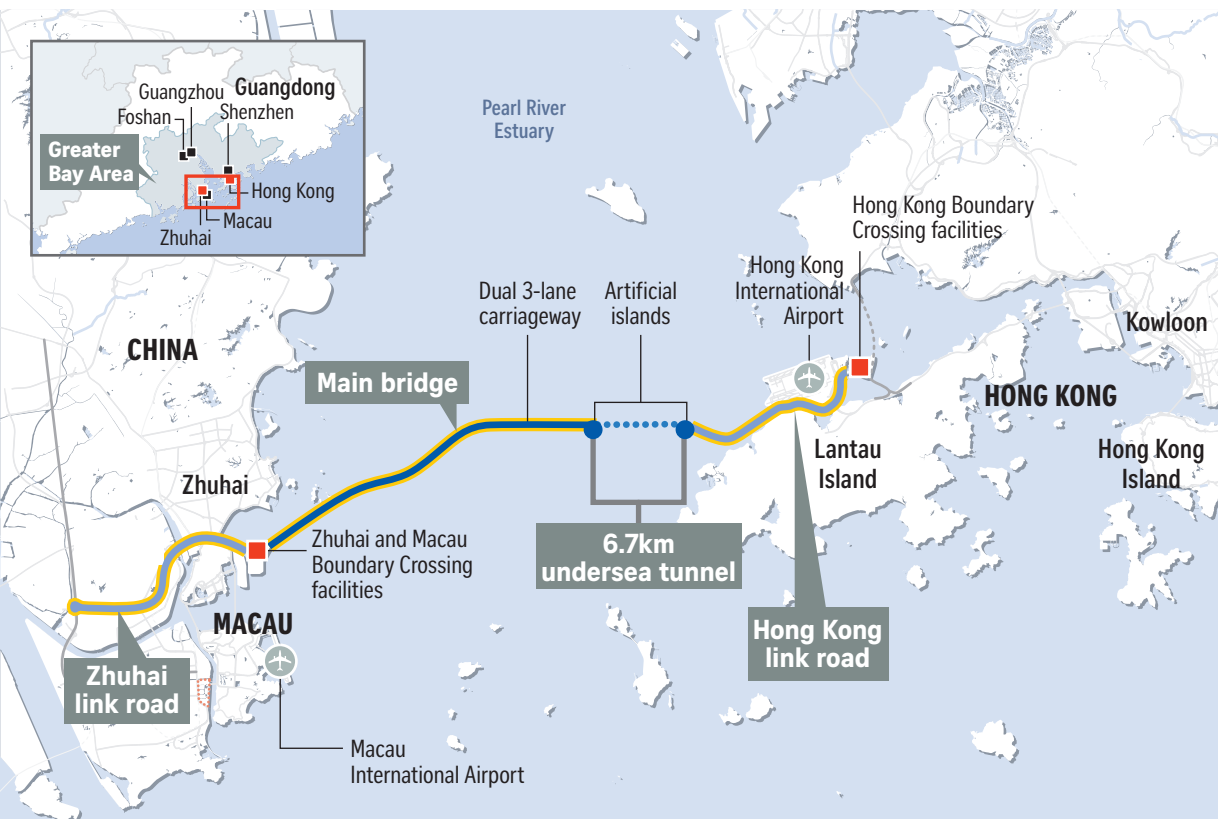 Guangzhou
Guangdong
Foshan
Shenzhen
Greater
Bay Area
Hong Kong
Macau
Zhuhai
Pearl River
Estuary
Hong Kong Boundary
Crossing facilities
Hong Kong
International
Airport
Dual 3-lane
carriageway
Artificial
islands
Kowloon
CHINA
Main bridge
HONG KONG
Lantau
Island
Hong Kong
Island
Zhuhai
Zhuhai and Macau
Boundary Crossing
facilities
6.7km
undersea tunnel
MACAU
Hong Kong
link road
Zhuhai
link road
Macau
International Airport